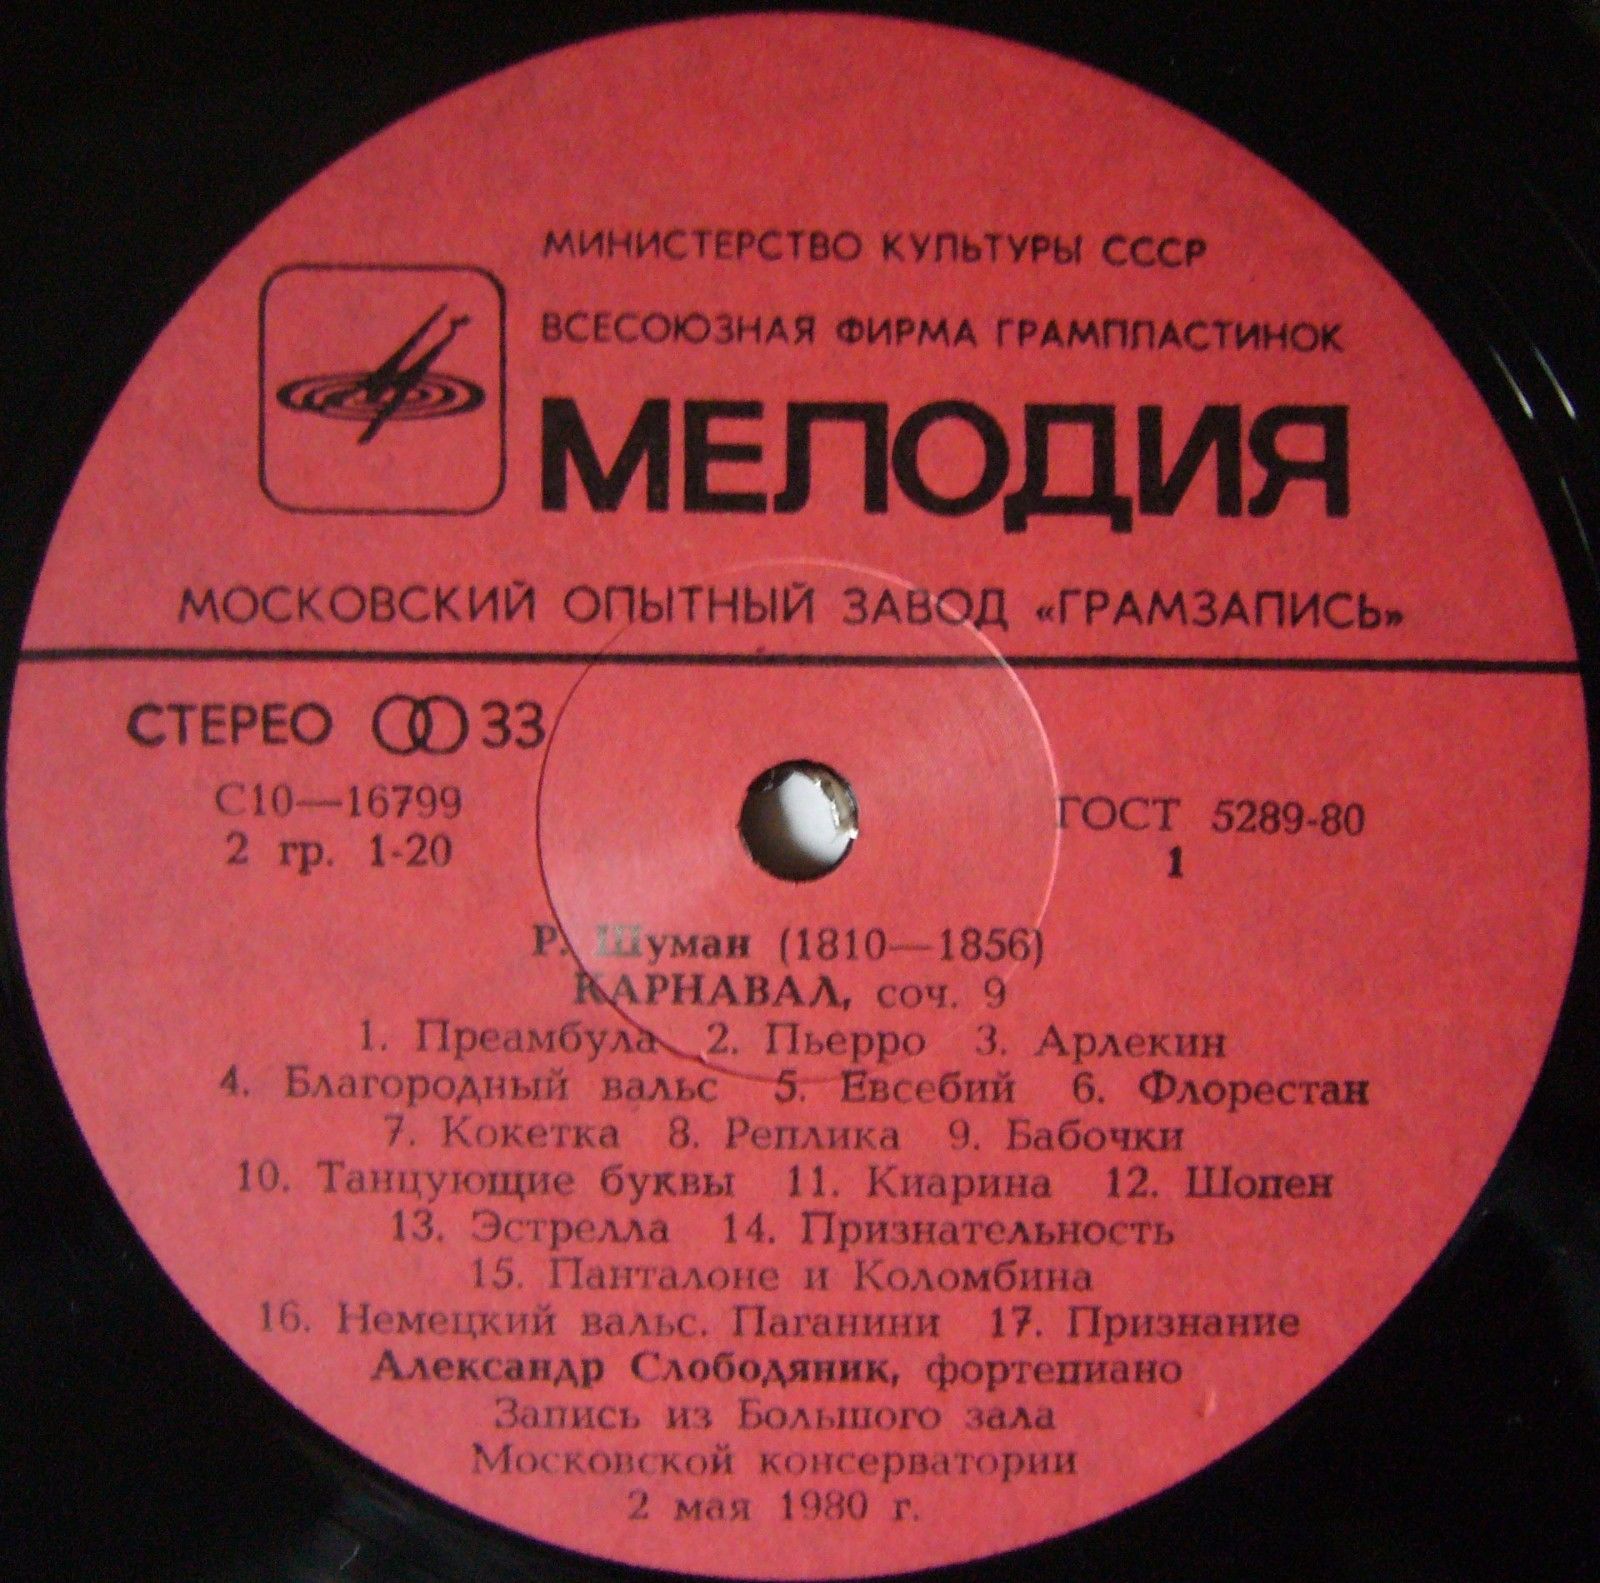 МИНИСТЕРСТВО КУЛЬТУРЫ СССР
ВСЕСОЮЗНАЯ ФИРМА ГРАМПЛАСТИНОК
МЕЛОДИЯ
МОСКОВСКИЙ ОПЫТНЫЙ ЗАВОД «ГРАМЗАПИСЬ»
СТЕРЕО 33
С10—16799
2 гр. 1-20
ГОСТ 5289-80
1
Р. Шуман (1810—1856)
КАРНАВАЛ, соч. 9
1. Преамбула 2. Пьерро 3. Арлекин
4. Благородный вальс 5. Евсебий 6. Флорестан
7. Кокетка 8. Реплика 9. Бабочки
10. Танцующие буквы 11. Киарина 12. Шопен
13. Эстрелла 14. Признательность
15. Панталоне и Коломбина
16. Немецкий вальс. Паганини 17. Признание
Александр Слободяник, фортепиано
Запись из Большого зала
Московской консерватории
2 мая 1980 г.